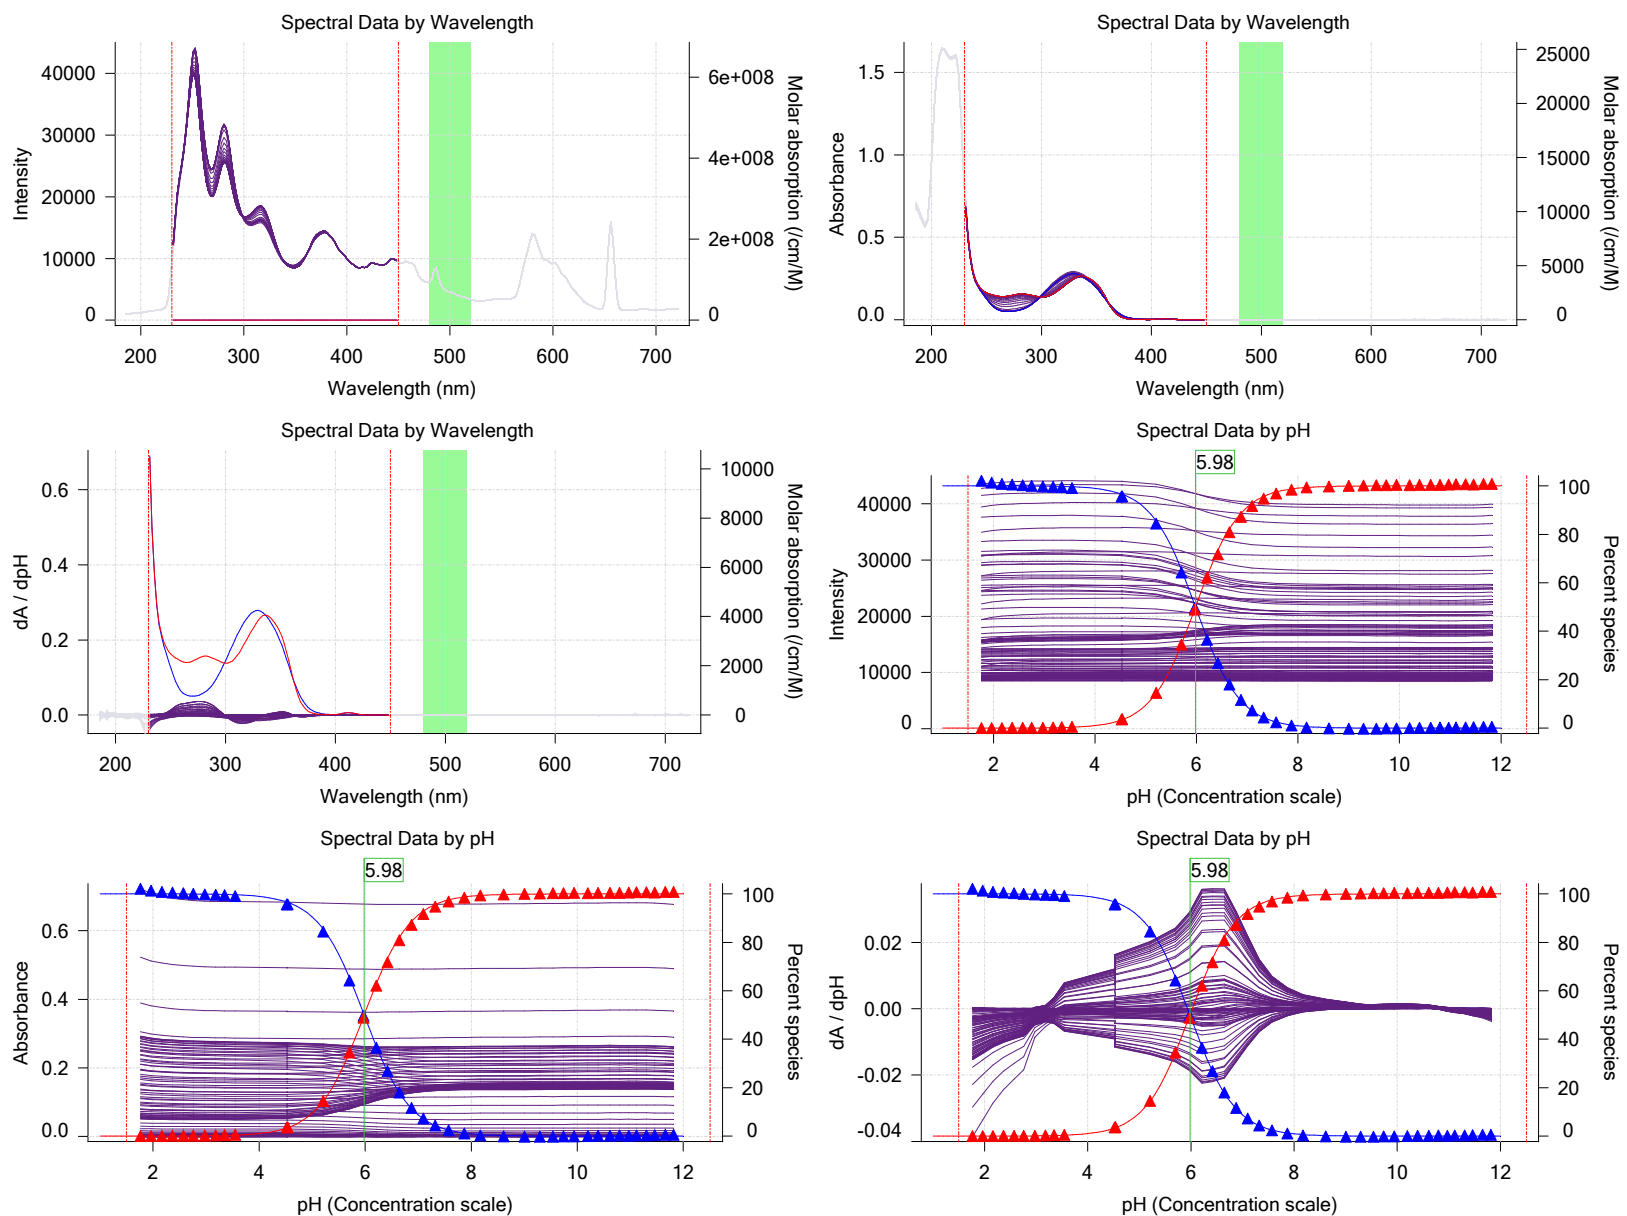 Spectral Data by Wavelength
Intensity
40000
30000
20000
10000
0
6e+008
4e+008
2e+008
0
Molar absorption (/cm/M)
200 300 400 500 600 700
Wavelength (nm)
Spectral Data by Wavelength
Absorbance
1.5
1.0
0.5
0.0
25000
20000
15000
10000
5000
0
Molar absorption (/cm/M)
200 300 400 500 600 700
Wavelength (nm)
Spectral Data by Wavelength
dA / dpH
0.6
0.4
0.2
0.0
10000
8000
6000
4000
2000
0
Molar absorption (/cm/M)
200 300 400 500 600 700
Wavelength (nm)
Spectral Data by pH
5.98
Intensity
40000
30000
20000
10000
0
100
80
60
40
20
0
Percent species
2 4 6 8 10 12
pH (Concentration scale)
Spectral Data by pH
5.98
Absorbance
0.6
0.4
0.2
0.0
100
80
60
40
20
0
Percent species
2 4 6 8 10 12
pH (Concentration scale)
Spectral Data by pH
5.98
dA / dpH
0.02
0.00
-0.02
-0.04
100
80
60
40
20
0
Percent species
2 4 6 8 10 12
pH (Concentration scale)